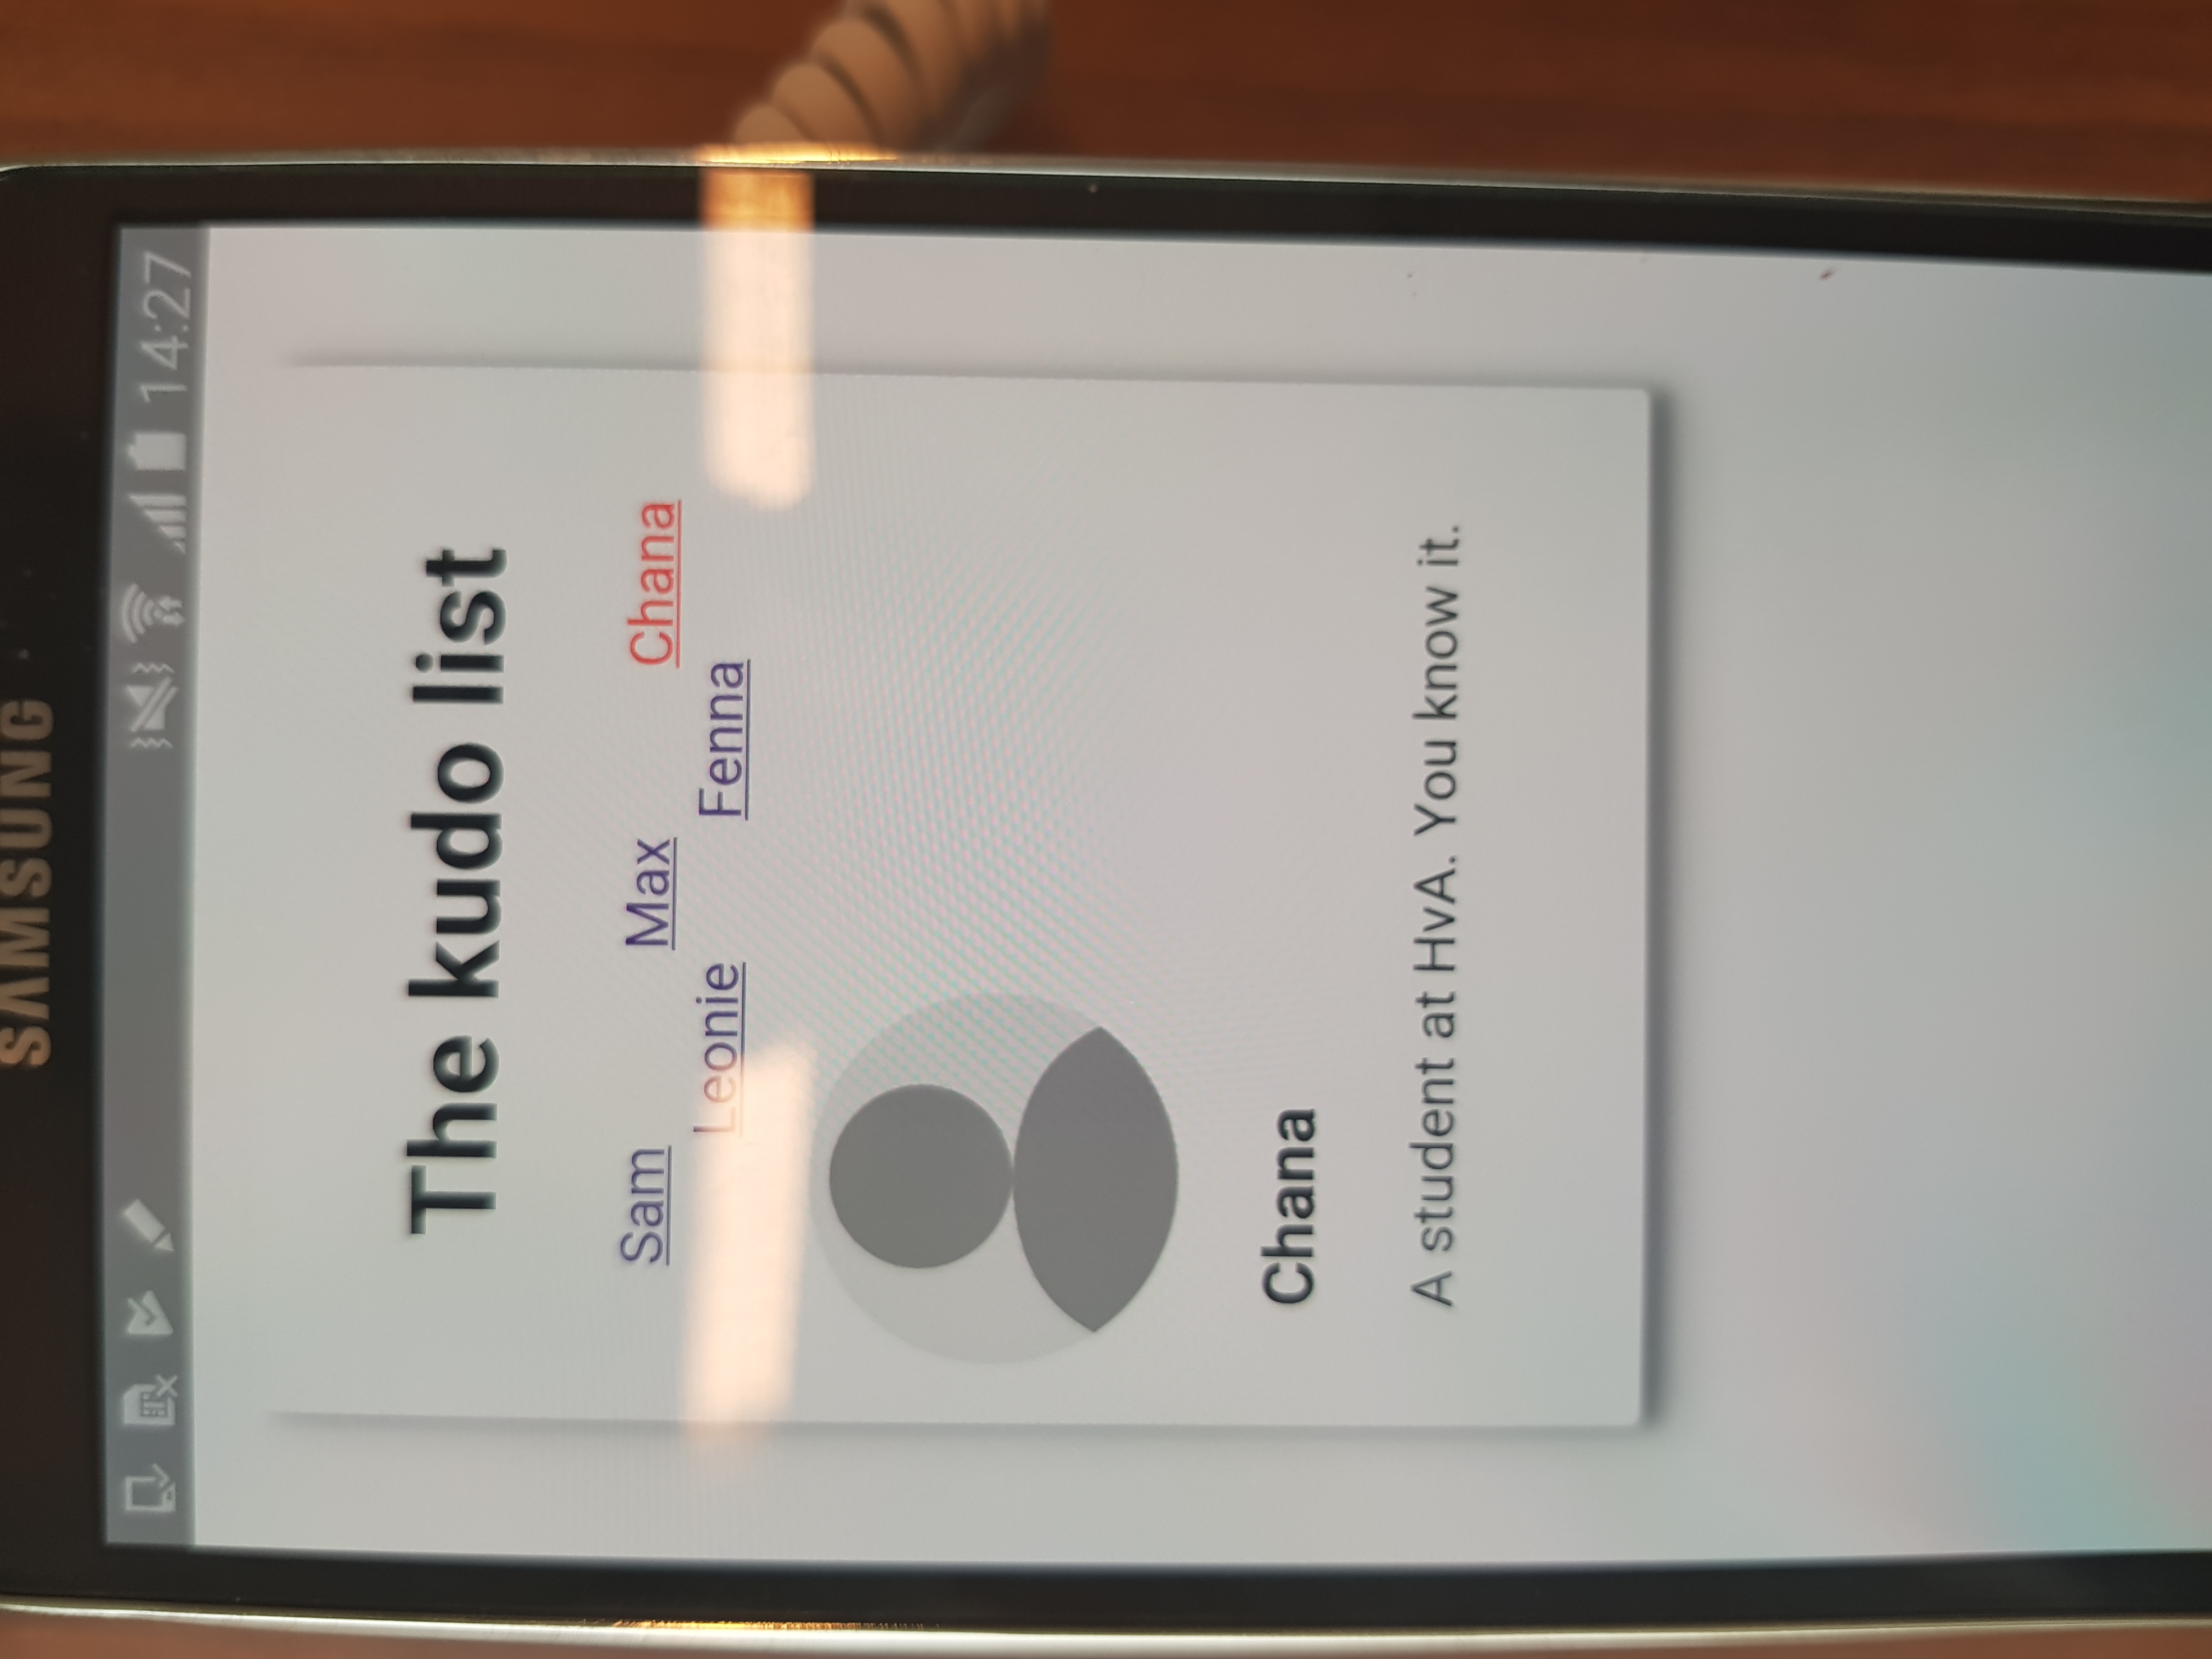 SAMSUNG
14:27
The kudo list
Sam Max Chana
Leonie Fenna
Chana
A student at HvA. You know it.